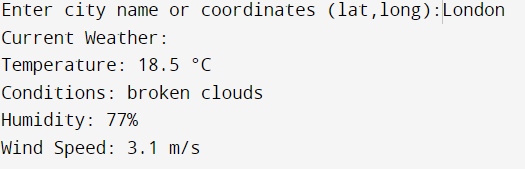 Enter city name or coordinates (lat,long):London
Current Weather:
Temperature: 18.5 °C
Conditions: broken clouds
Humidity: 77%
Wind Speed: 3.1 m/s